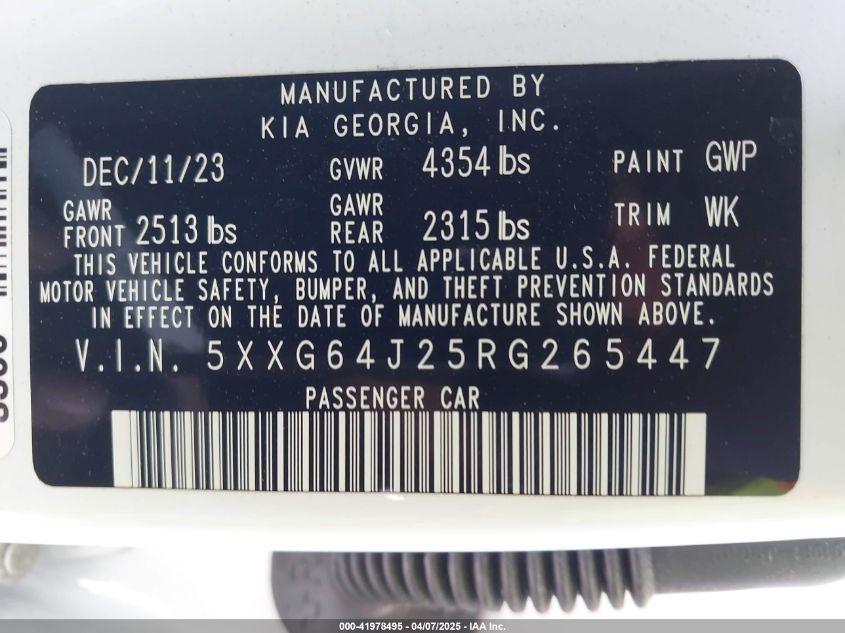 MANUFACTURED BY
KIA GEORGIA, INC.
DEC/11/23 GVWR 4354 lbs PAINT GWP
GAWR FRONT 2513 lbs GAWR REAR 2315 lbs TRIM WK
THIS VEHICLE CONFORMS TO ALL APPLICABLE U.S.A. FEDERAL
MOTOR VEHICLE SAFETY, BUMPER, AND THEFT PREVENTION STANDARDS
IN EFFECT ON THE DATE OF MANUFACTURE SHOWN ABOVE.
V.I.N. 5XXG64J25RG265447
PASSENGER CAR
000-41978495 - 04/07/2025 - IAA Inc.